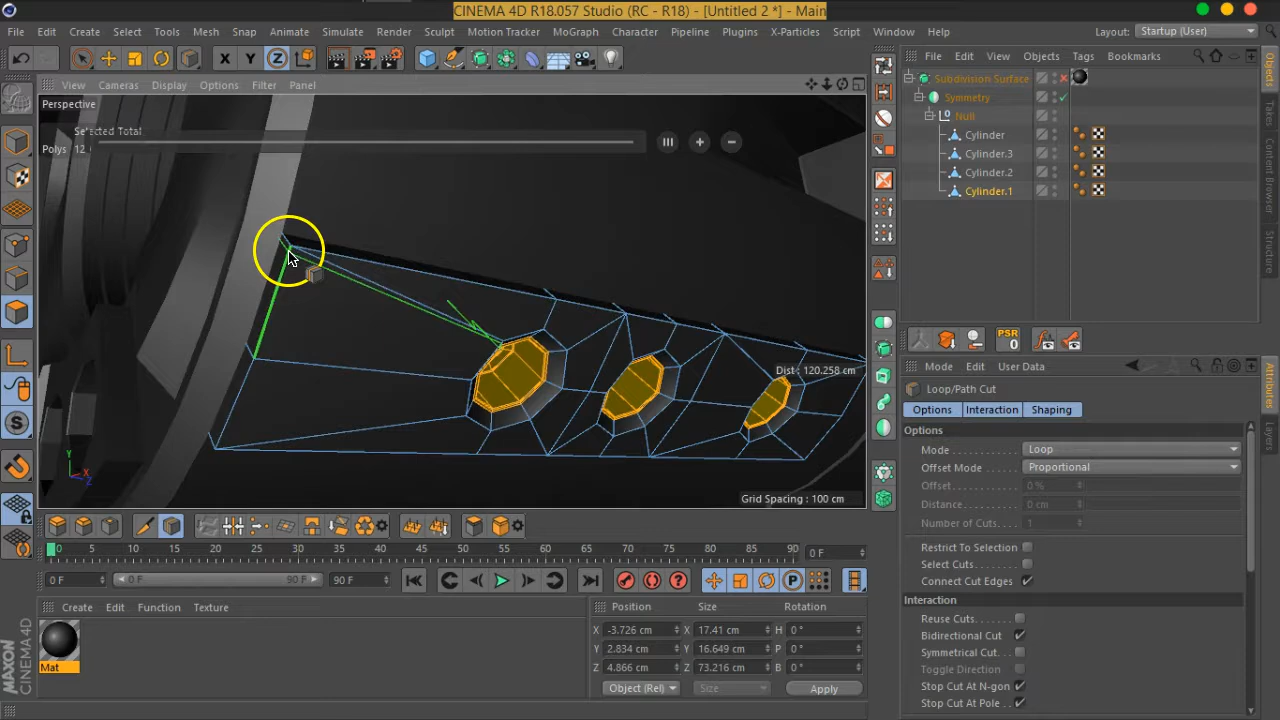 CINEMA 4D R18.057 Studio (RC - R18) - [Untitled 2 *] - Main
File Edit Create Select Tools Mesh Snap Animate Simulate Render Sculpt Motion Tracker MoGraph Character Pipeline Plugins X-Particles Script Window Help Layout: Startup (User)
X Y Z
File Edit View Objects Tags Bookmarks
View Cameras Display Options Filter Panel
Perspective
Selected Total
Polys 12
Dist : 120.258 cm
Grid Spacing : 100 cm
Subdivision Surface
Symmetry
Null
Cylinder
Cylinder.3
Cylinder.2
Cylinder.1
Objects
Takes
Content Browser
Structure
PSR
0
Mode Edit User Data
Loop/Path Cut
Options Interaction Shaping
Options
Mode Loop
Offset Mode Proportional
Offset 0 %
Distance 0 cm
Number of Cuts 1
Restrict To Selection
Select Cuts
Connect Cut Edges
Interaction
Reuse Cuts
Bidirectional Cut
Symmetrical Cut
Toggle Direction
Stop Cut At N-gon
Stop Cut At Pole
Attributes
Layers
0 5 10 15 20 25 30 35 40 45 50 55 60 65 70 75 80 85 90 0 F
0 F 0 F 90 F 90 F
Create Edit Function Texture
Mat
Position Size Rotation
X -3.726 cm X 17.41 cm H 0 °
Y 2.834 cm Y 16.649 cm P 0 °
Z 4.866 cm Z 73.216 cm B 0 °
Object (Rel) Size Apply
MAXON
CINEMA 4D